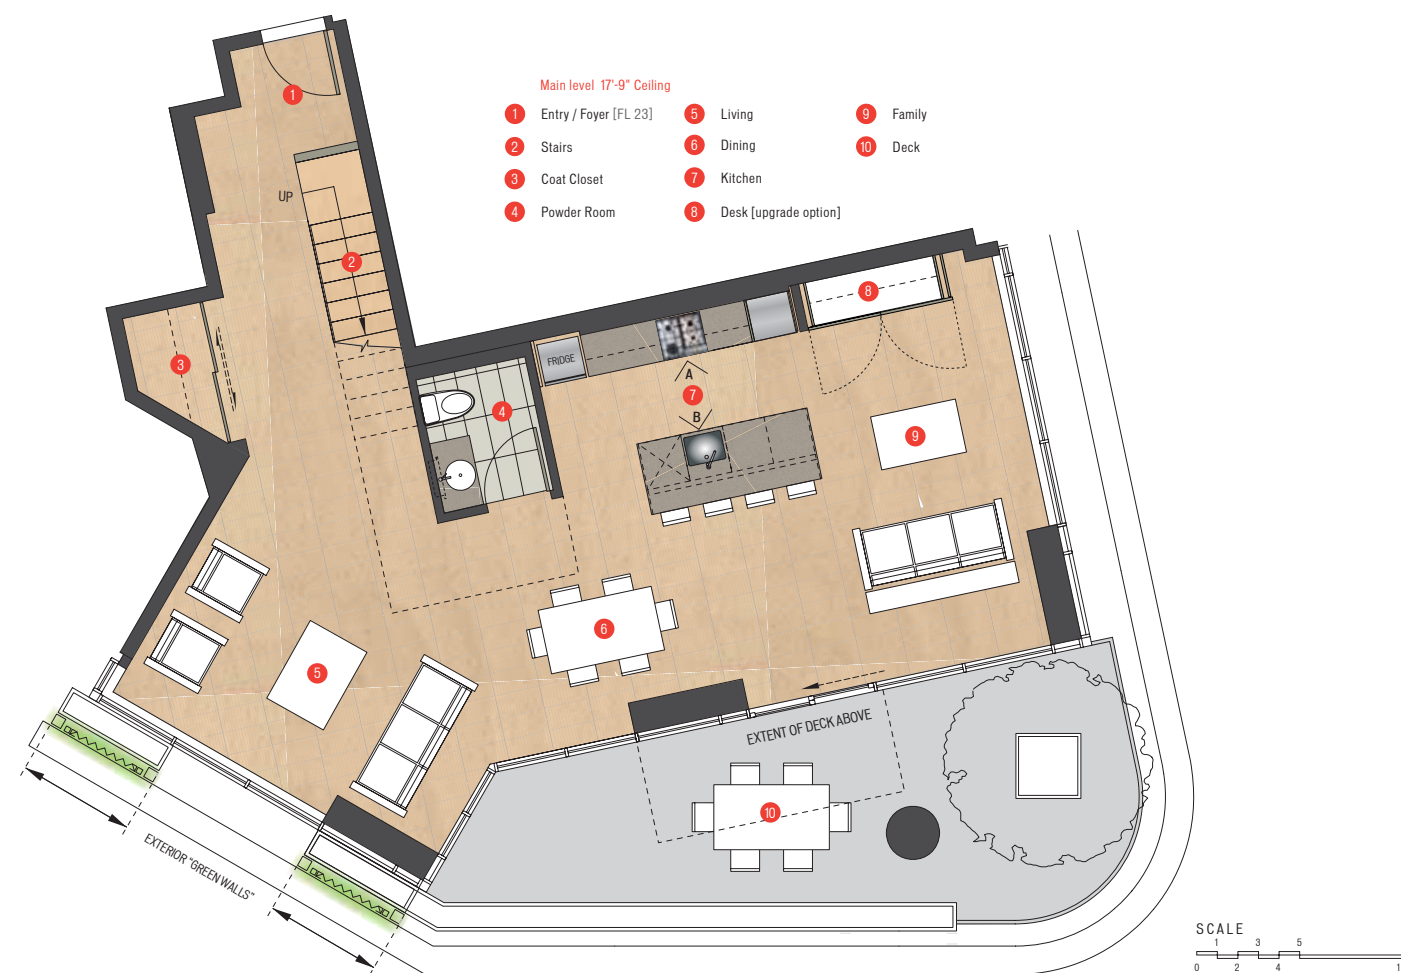 Main level 17'-9" Ceiling
1 Entry / Foyer [FL 23]
2 Stairs
3 Coat Closet
4 Powder Room
5 Living
6 Dining
7 Kitchen
8 Desk [upgrade option]
9 Family
10 Deck
1
UP
2
3
8
FRIDGE
A
7
B
4
9
6
5
EXTENT OF DECK ABOVE
10
EXTERIOR "GREEN WALLS"
SCALE
1 3 5
0 2 4 1